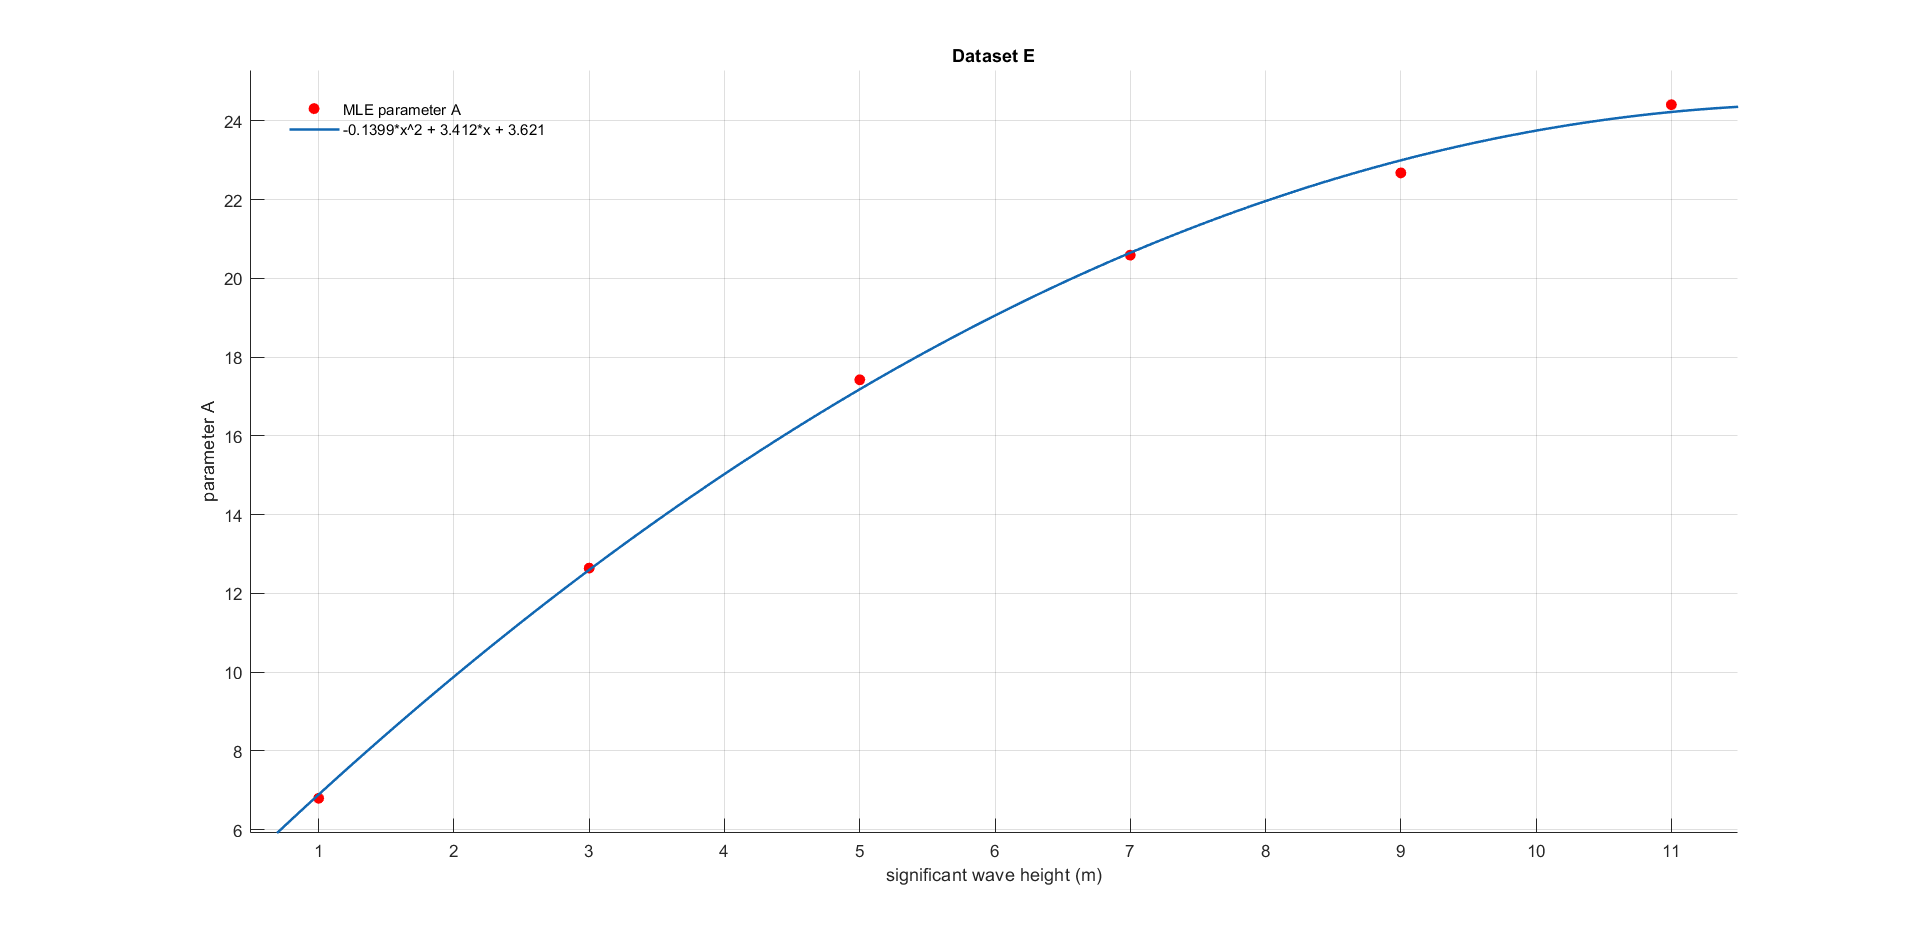 Dataset E
MLE parameter A
-0.1399*x^2 + 3.412*x + 3.621
parameter A
24
22
20
18
16
14
12
10
8
6
1 2 3 4 5 6 7 8 9 10 11
significant wave height (m)